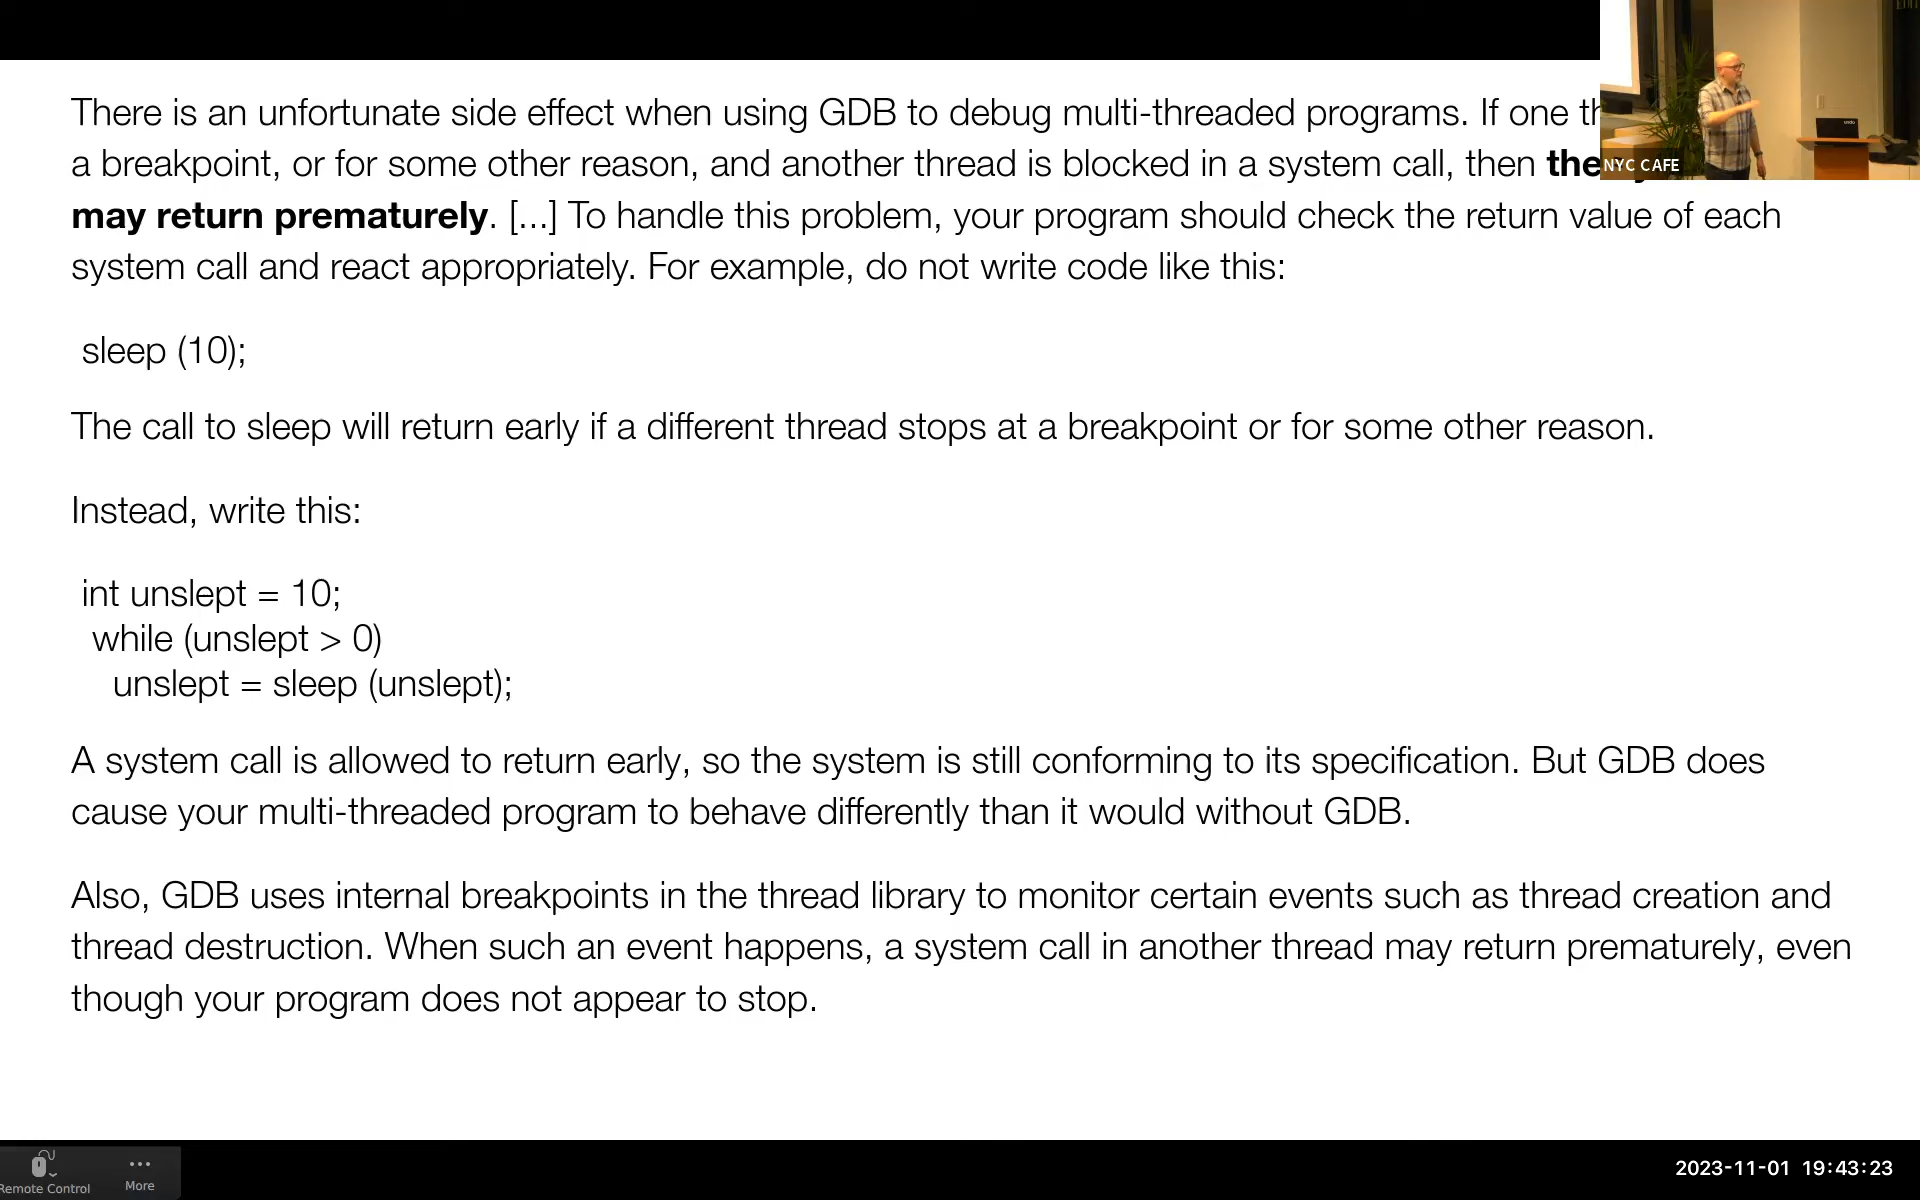 There is an unfortunate side effect when using GDB to debug multi-threaded programs. If one
a breakpoint, or for some other reason, and another thread is blocked in a system call, then the
NYC CAFE
may return prematurely. [...] To handle this problem, your program should check the return value of each
system call and react appropriately. For example, do not write code like this:
sleep (10);
The call to sleep will return early if a different thread stops at a breakpoint or for some other reason.
Instead, write this:
int unslept = 10;
while (unslept > 0)
unslept = sleep (unslept);
A system call is allowed to return early, so the system is still conforming to its specification. But GDB does
cause your multi-threaded program to behave differently than it would without GDB.
Also, GDB uses internal breakpoints in the thread library to monitor certain events such as thread creation and
thread destruction. When such an event happens, a system call in another thread may return prematurely, even
though your program does not appear to stop.
Remote Control
More
2023-11-01 19:43:23